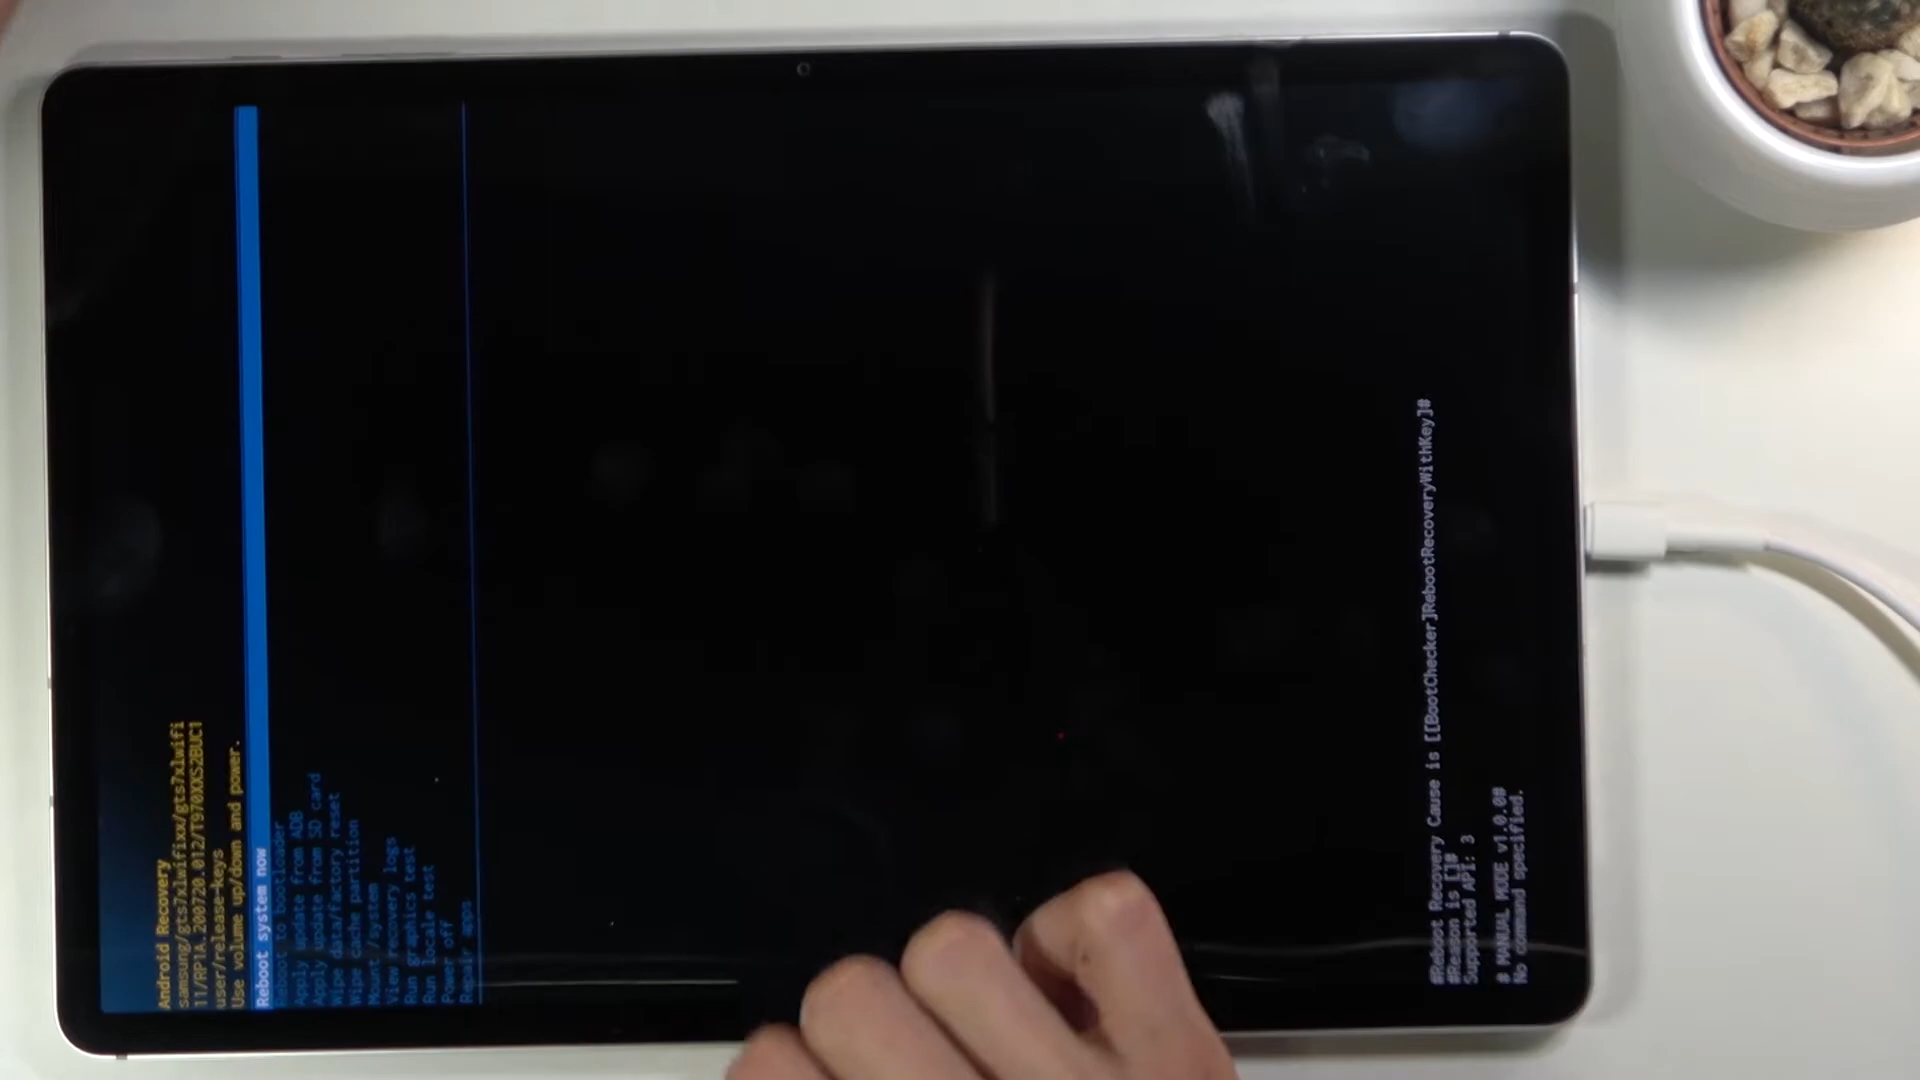 Android Recovery
samsung/gts7xlwifixx/gts7xlwifi
11/RP1A.200720.012/T970XXS2BUC1
user/release-keys
Use volume up/down and power.
Reboot system now
Reboot to bootloader
Apply update from ADB
Apply update from SD card
Wipe data/factory reset
Wipe cache partition
Mount /system
View recovery logs
Run graphics test
Run locale test
Power off
Repair apps
#Reboot Recovery Cause is [[BootChecker]RebootRecoveryWithKey]#
#Reason is []#
Supported API: 3
# MANUAL MODE v1.0.0#
No command specified.